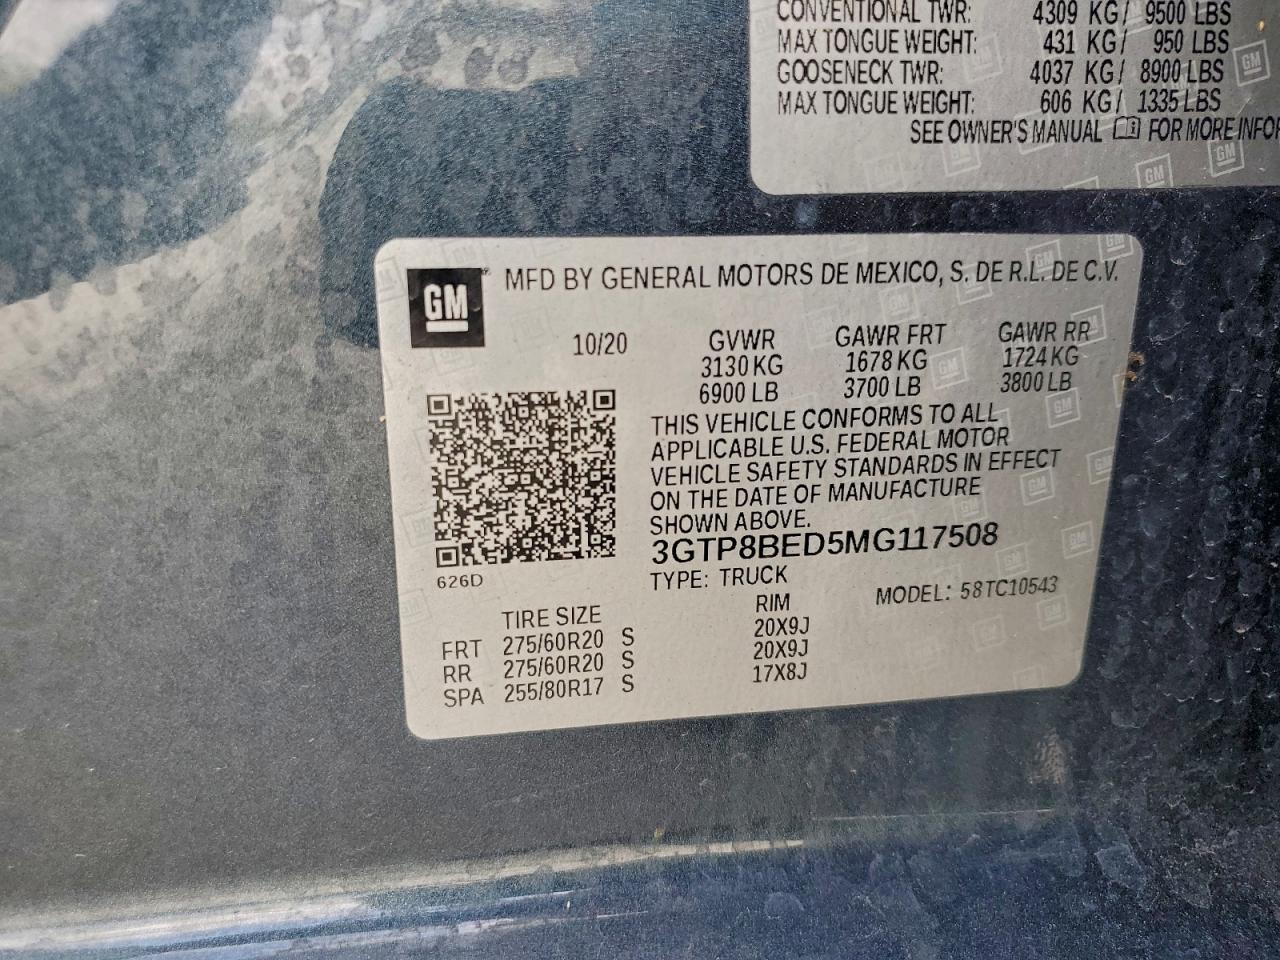 CONVENTIONAL TWR: 4309 KG/ 9500 LBS
MAX TONGUE WEIGHT: 431 KG/ 950 LBS
GOOSENECK TWR: 4037 KG/ 8900 LBS
MAX TONGUE WEIGHT: 606 KG/ 1335 LBS
SEE OWNER'S MANUAL FOR MORE INFOR
GM MFD BY GENERAL MOTORS DE MEXICO, S. DE R.L. DE C.V.
10/20 GVWR GAWR FRT GAWR RR
3130 KG 1678 KG 1724 KG
6900 LB 3700 LB 3800 LB
THIS VEHICLE CONFORMS TO ALL
APPLICABLE U.S. FEDERAL MOTOR
VEHICLE SAFETY STANDARDS IN EFFECT
ON THE DATE OF MANUFACTURE
SHOWN ABOVE.
3GTP8BED5MG117508
626D
TYPE: TRUCK MODEL: 58TC10543
TIRE SIZE RIM
FRT 275/60R20 S 20X9J
RR 275/60R20 S 20X9J
SPA 255/80R17 S 17X8J